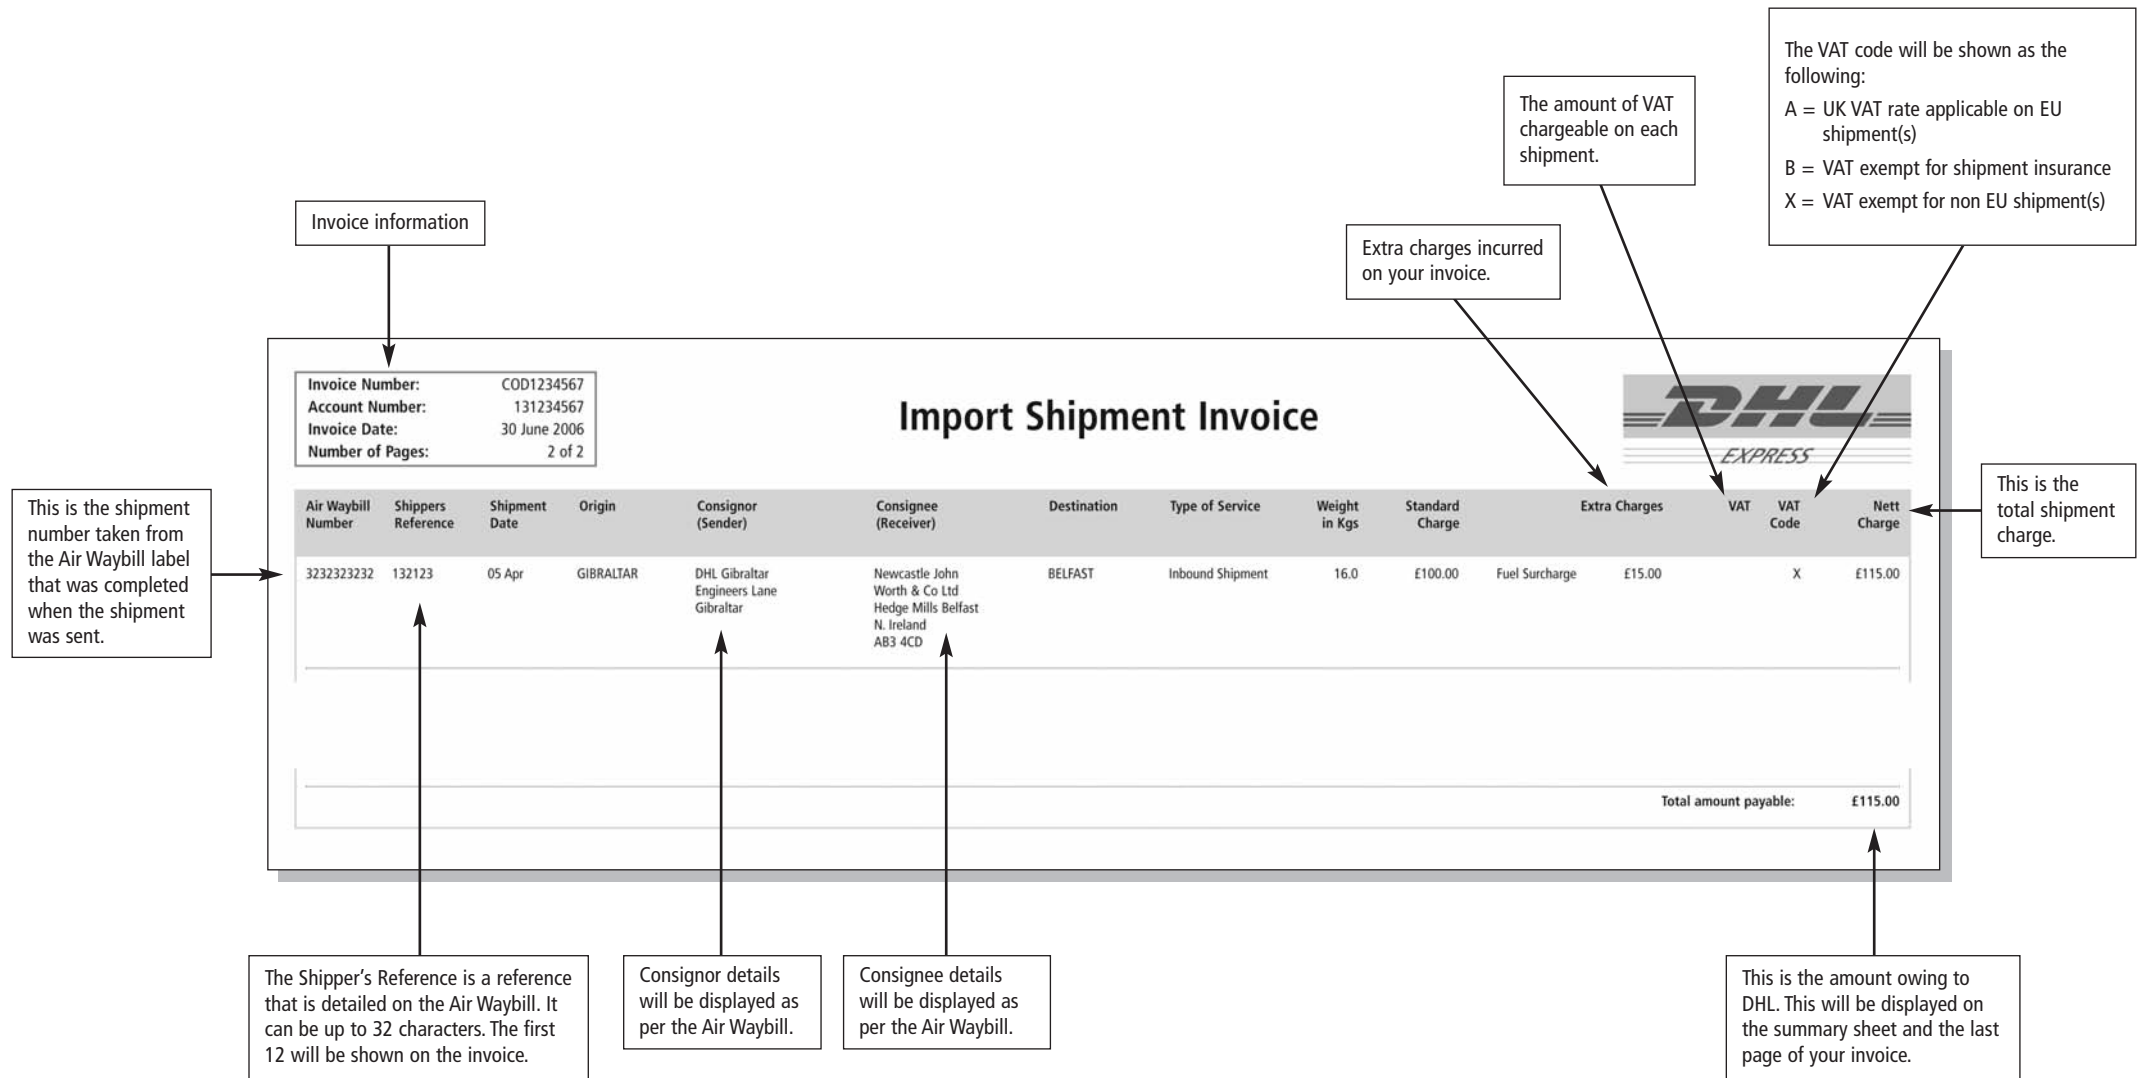 The VAT code will be shown as the
following:
A = UK VAT rate applicable on EU
shipment(s)
B = VAT exempt for shipment insurance
X = VAT exempt for non EU shipment(s)
The amount of VAT
chargeable on each
shipment.
Invoice information
Extra charges incurred
on your invoice.
Invoice Number: COD1234567
Account Number: 131234567
Invoice Date: 30 June 2006
Number of Pages: 2 of 2
Import Shipment Invoice
DHL
EXPRESS
This is the shipment
number taken from
the Air Waybill label
that was completed
when the shipment
was sent.
This is the
total shipment
charge.
Air Waybill Shippers Shipment Origin Consignor Consignee Destination Type of Service Weight Standard Extra Charges VAT VAT Nett
Number Reference Date (Sender) (Receiver) in Kgs Charge Code Charge
3232323232 132123 05 Apr GIBRALTAR DHL Gibraltar Newcastle John BELFAST Inbound Shipment 16.0 £100.00 Fuel Surcharge £15.00 X £115.00
Engineers Lane Worth & Co Ltd
Gibraltar Hedge Mills Belfast
N. Ireland
AB3 4CD
Total amount payable: £115.00
The Shipper's Reference is a reference
that is detailed on the Air Waybill. It
can be up to 32 characters. The first
12 will be shown on the invoice.
Consignor details
will be displayed as
per the Air Waybill.
Consignee details
will be displayed as
per the Air Waybill.
This is the amount owing to
DHL. This will be displayed on
the summary sheet and the last
page of your invoice.